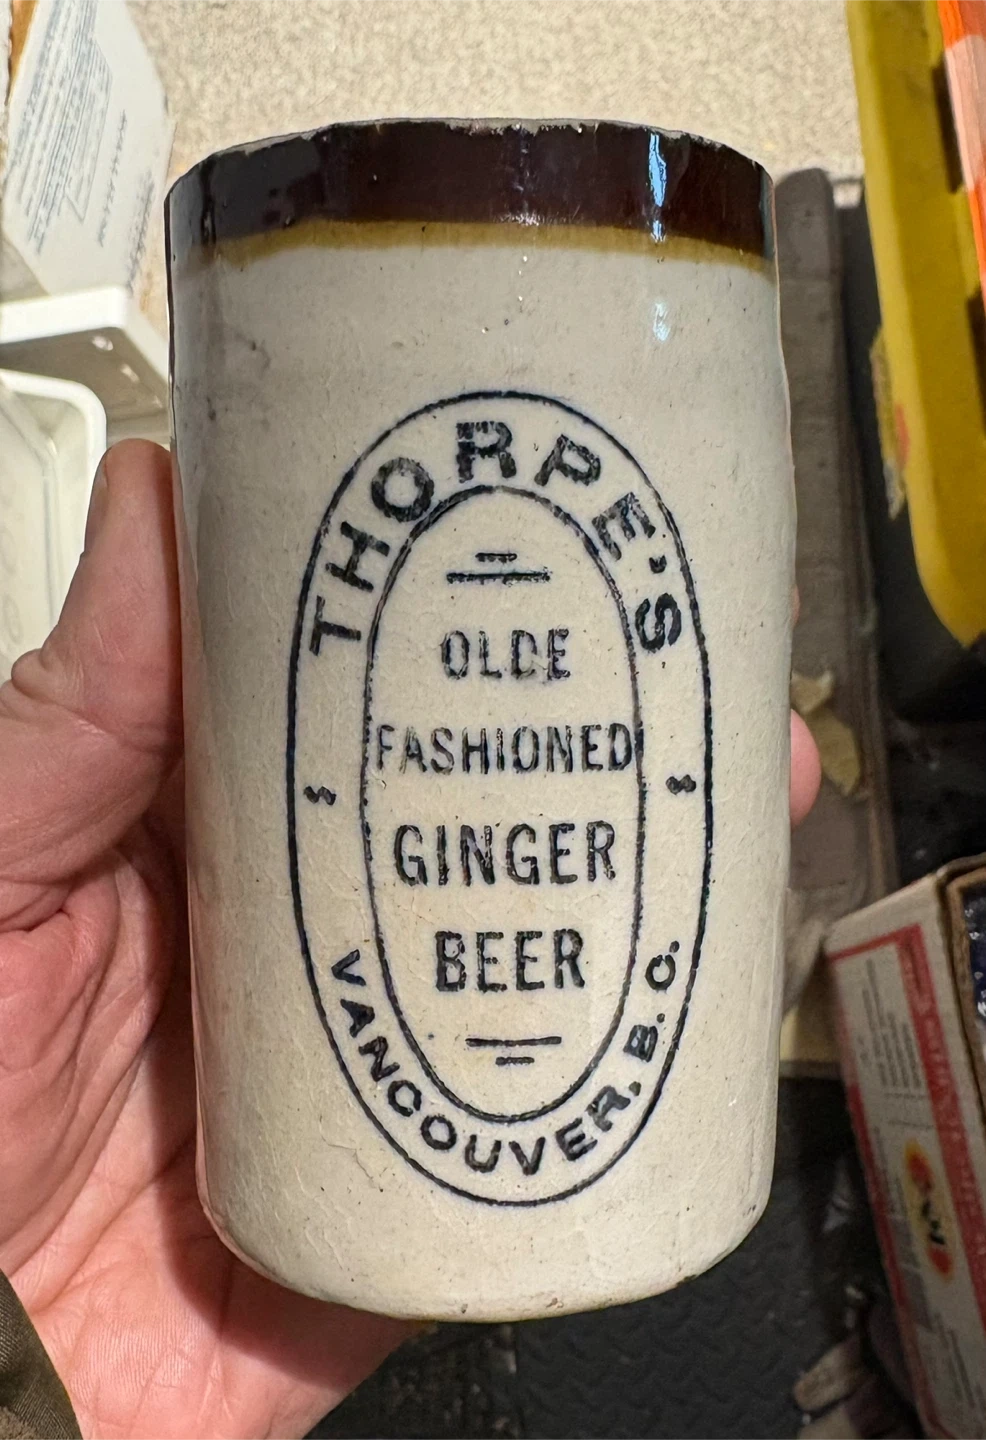 THORPE'S
OLDE
FASHIONED
GINGER
BEER
VANCOUVER, B.C.